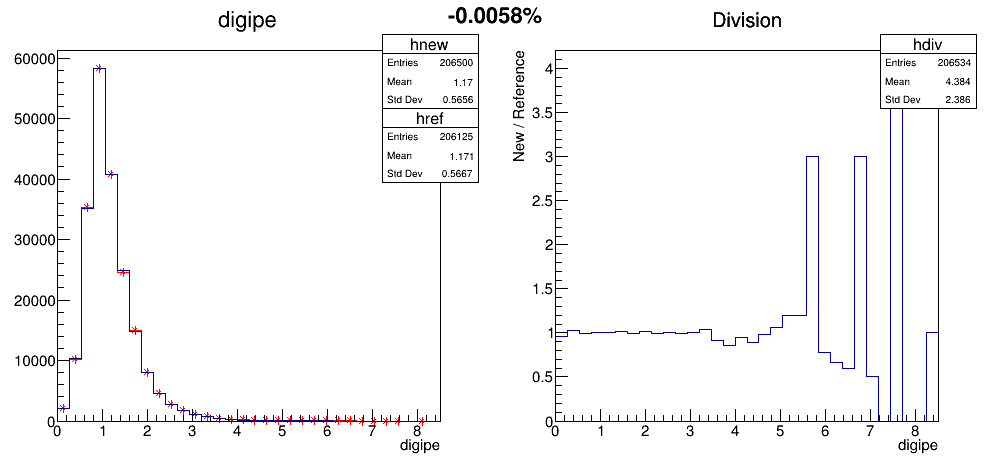 -0.0058%
digipe
hnew
Entries 206500
Mean 1.17
Std Dev 0.5656
href
Entries 206125
Mean 1.171
Std Dev 0.5667
60000
50000
40000
30000
20000
10000
0
0 1 2 3 4 5 6 7 8
digipe
Division
hdiv
Entries 206534
Mean 4.384
Std Dev 2.386
New / Reference
4
3.5
3
2.5
2
1.5
1
0.5
0
0 1 2 3 4 5 6 7 8
digipe